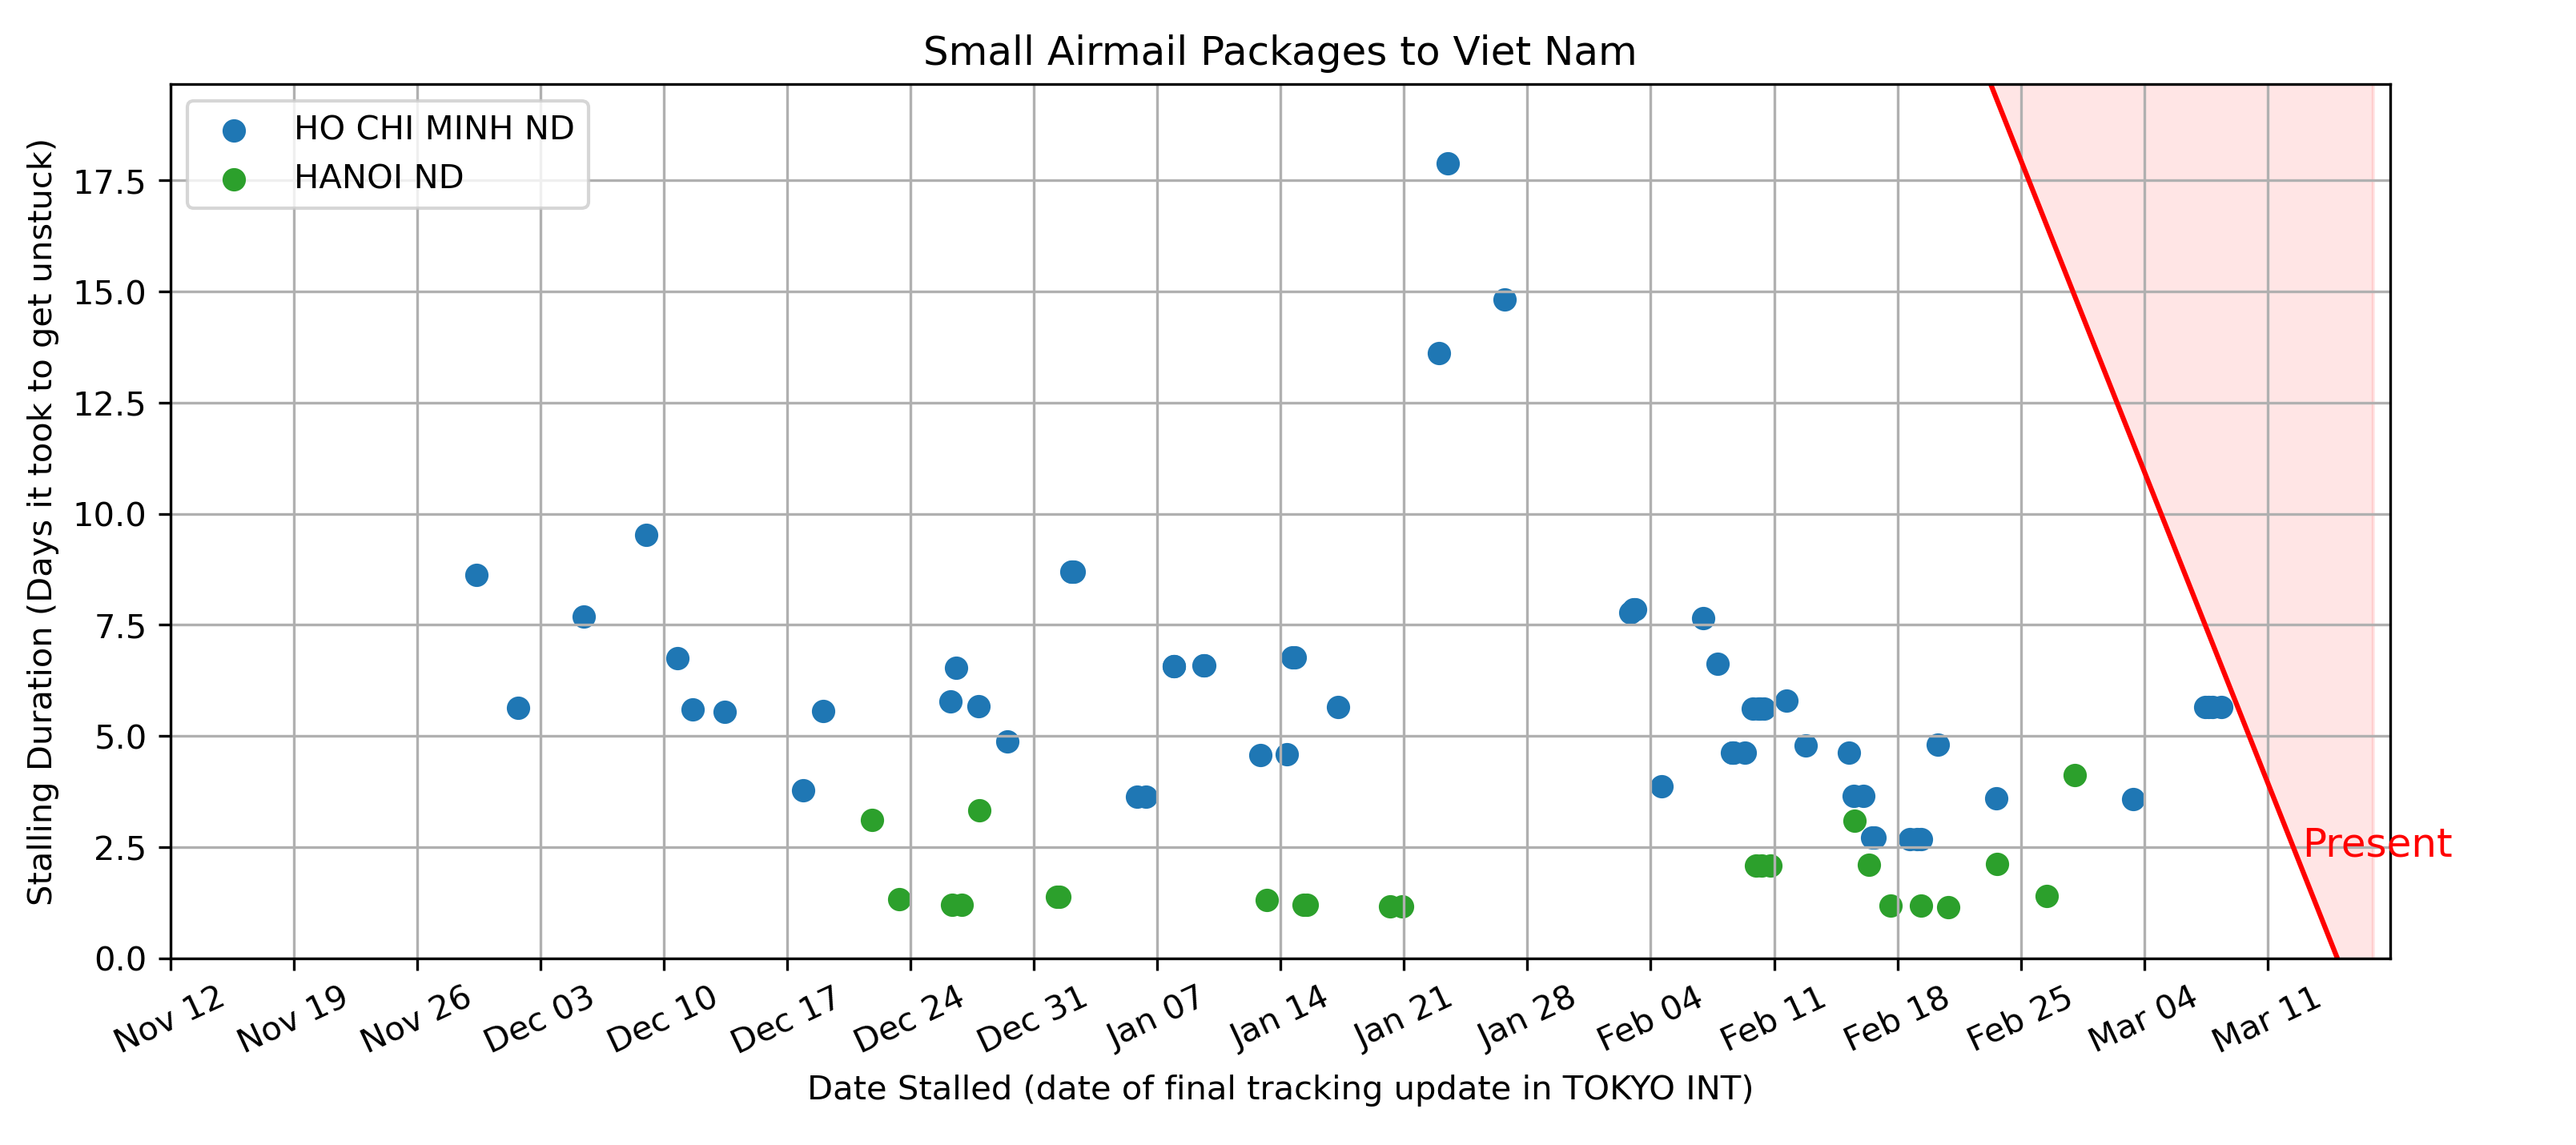 Small Airmail Packages to Viet Nam
HO CHI MINH ND
HANOI ND
Stalling Duration (Days it took to get unstuck)
17.5
15.0
12.5
10.0
7.5
5.0
2.5
0.0
Present
Nov 12
Nov 19
Nov 26
Dec 03
Dec 10
Dec 17
Dec 24
Dec 31
Jan 07
Jan 14
Jan 21
Jan 28
Feb 04
Feb 11
Feb 18
Feb 25
Mar 04
Mar 11
Date Stalled (date of final tracking update in TOKYO INT)